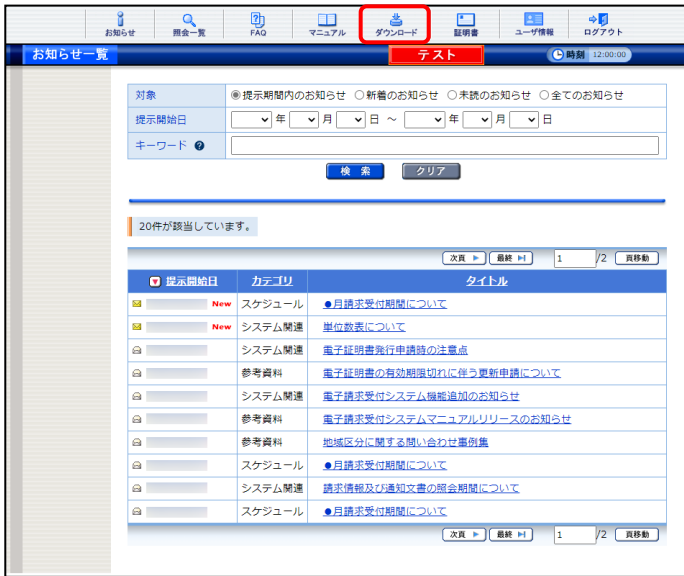 お知らせ 照会一覧 FAQ マニュアル ダウンロード 証明書 ユーザ情報 ログアウト
お知らせ一覧 テスト 時刻 12:00:00
対象 提示期間内のお知らせ 新着のお知らせ 未読のお知らせ 全てのお知らせ
提示開始日 年 月 日 ～ 年 月 日
キーワード ?
検 索 クリア
20件が該当しています。
次頁 最終 1 /2 頁移動
提示開始日 カテゴリ タイトル
New スケジュール ●月請求受付期間について
New システム関連 単位数表について
システム関連 電子証明書発行申請時の注意点
参考資料 電子証明書の有効期限切れに伴う更新申請について
システム関連 電子請求受付システム機能追加のお知らせ
参考資料 電子請求受付システムマニュアルリリースのお知らせ
参考資料 地域区分に関する問い合わせ事例集
スケジュール ●月請求受付期間について
システム関連 請求情報及び通知文書の照会期間について
スケジュール ●月請求受付期間について
次頁 最終 1 /2 頁移動